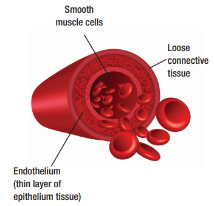 Smooth
muscle cells
Loose
connective
tissue
Endothelium
(thin layer of
epithelium tissue)